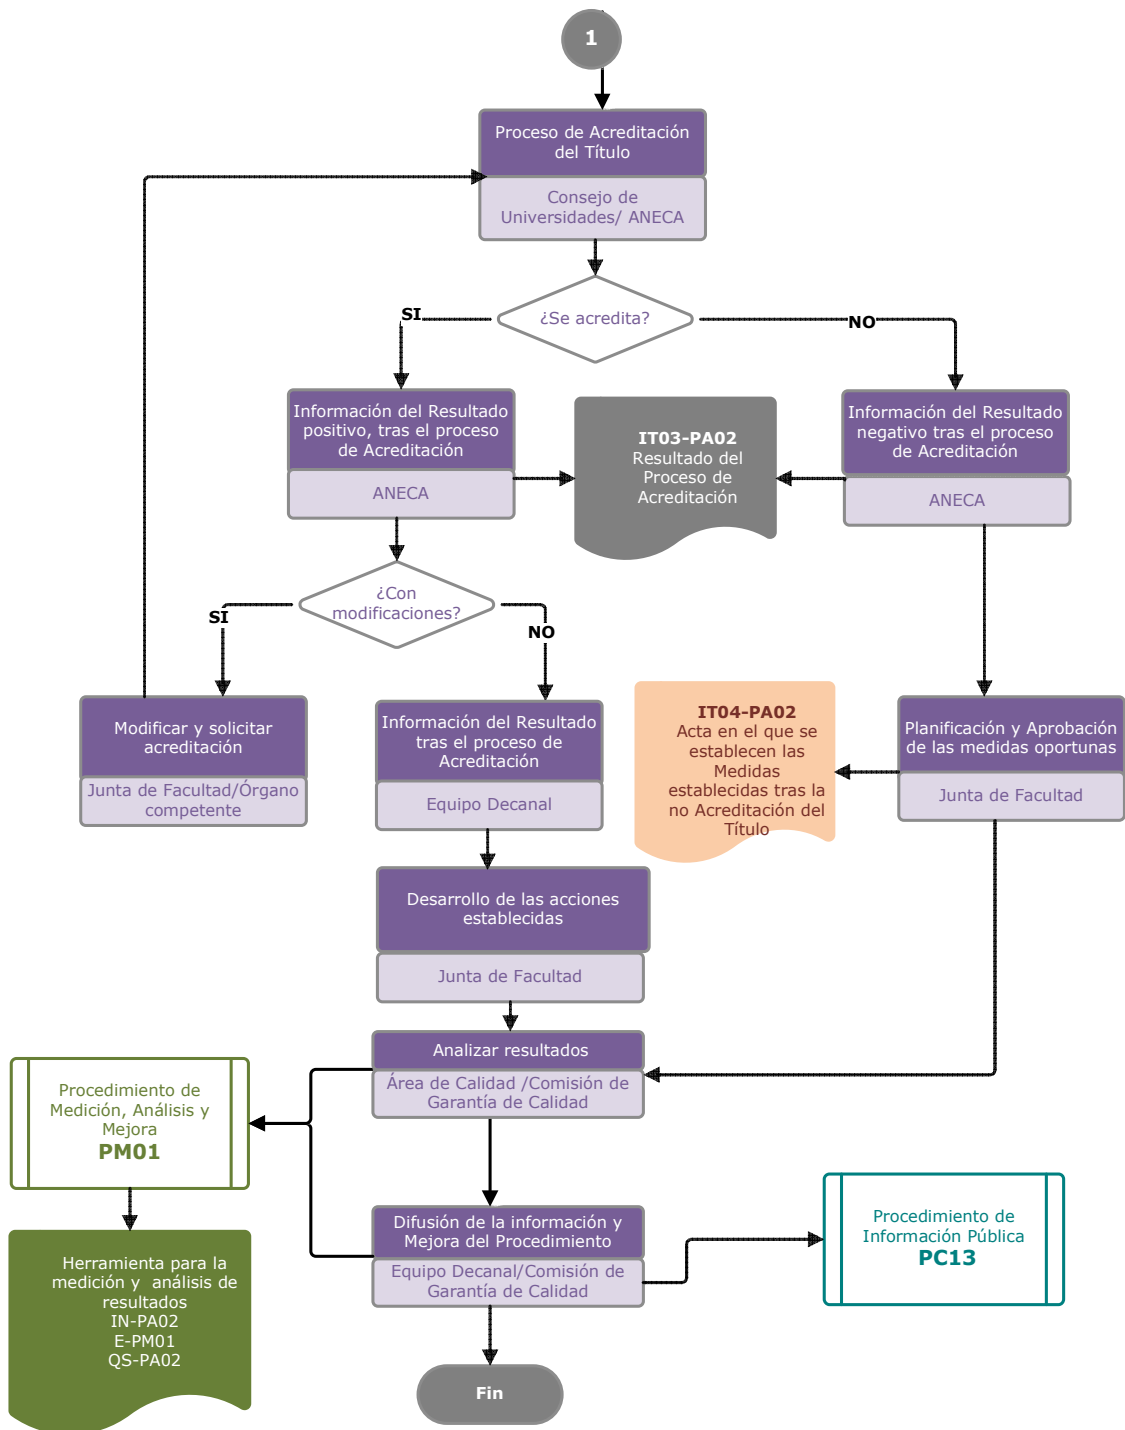 1
Proceso de Acreditación
del Título
Consejo de
Universidades/ ANECA
¿Se acredita?
SI
NO
Información del Resultado
positivo, tras el proceso
de Acreditación
ANECA
IT03-PA02
Resultado del
Proceso de
Acreditación
Información del Resultado
negativo tras el proceso
de Acreditación
ANECA
¿Con
modificaciones?
SI
NO
Modificar y solicitar
acreditación
Junta de Facultad/Órgano
competente
Información del Resultado
tras el proceso de
Acreditación
Equipo Decanal
IT04-PA02
Acta en el que se
establecen las
Medidas
establecidas tras la
no Acreditación del
Título
Planificación y Aprobación
de las medidas oportunas
Junta de Facultad
Desarrollo de las acciones
establecidas
Junta de Facultad
Analizar resultados
Área de Calidad /Comisión de
Garantía de Calidad
Procedimiento de
Medición, Análisis y
Mejora
PM01
Difusión de la información y
Mejora del Procedimiento
Equipo Decanal/Comisión de
Garantía de Calidad
Procedimiento de
Información Pública
PC13
Herramienta para la
medición y  análisis de
resultados
IN-PA02
E-PM01
QS-PA02
Fin